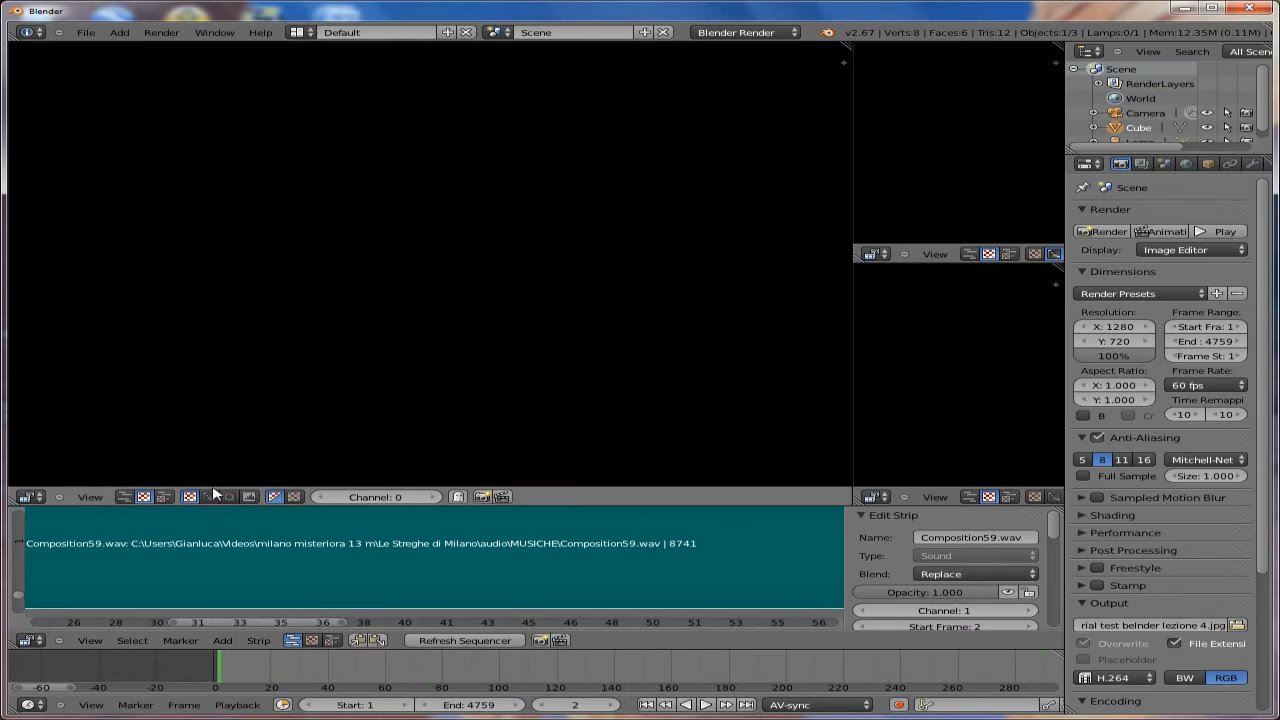 Blender
File Add Render Window Help Default Scene Blender Render v2.67 | Verts:8 | Faces:6 | Tris:12 | Objects:1/3 | Lamps:0/1 | Mem:12.35M (0.11M) |
View Search All Scen
Scene
RenderLayers
World
Camera
Cube
Scene
Render
Render Animati Play
Display: Image Editor
Dimensions
Render Presets
Resolution: Frame Range:
X: 1280 Start Fra: 1
Y: 720 End : 4759
100% Frame St: 1
Aspect Ratio: Frame Rate:
X: 1.000 60 fps
Y: 1.000 Time Remappi
B Cr 10 10
Anti-Aliasing
5 8 11 16 Mitchell-Net
Full Sample Size: 1.000
Sampled Motion Blur
Shading
Performance
Post Processing
Freestyle
Stamp
Output
rial test belnder lezione 4.jpg
Overwrite File Extensi
Placeholder
H.264 BW RGB
Encoding
View
View Channel: 0 View
1
Composition59.wav: C:\Users\Gianluca\Videos\milano misteriora 13 m\Le Streghe di Milano\audio\MUSICHE\Composition59.wav | 8741
Edit Strip
Name: Composition59.wav
Type: Sound
Blend: Replace
Opacity: 1.000
Channel: 1
Start Frame: 2
26 28 30 31 33 35 36 38 40 41 43 45 46 48 50 51 53 55 56
View Select Marker Add Strip Refresh Sequencer
-60 -40 -20 0 20 40 60 80 100 120 140 160 180 200 220 240 260 280
View Marker Frame Playback Start: 1 End: 4759 2 AV-sync